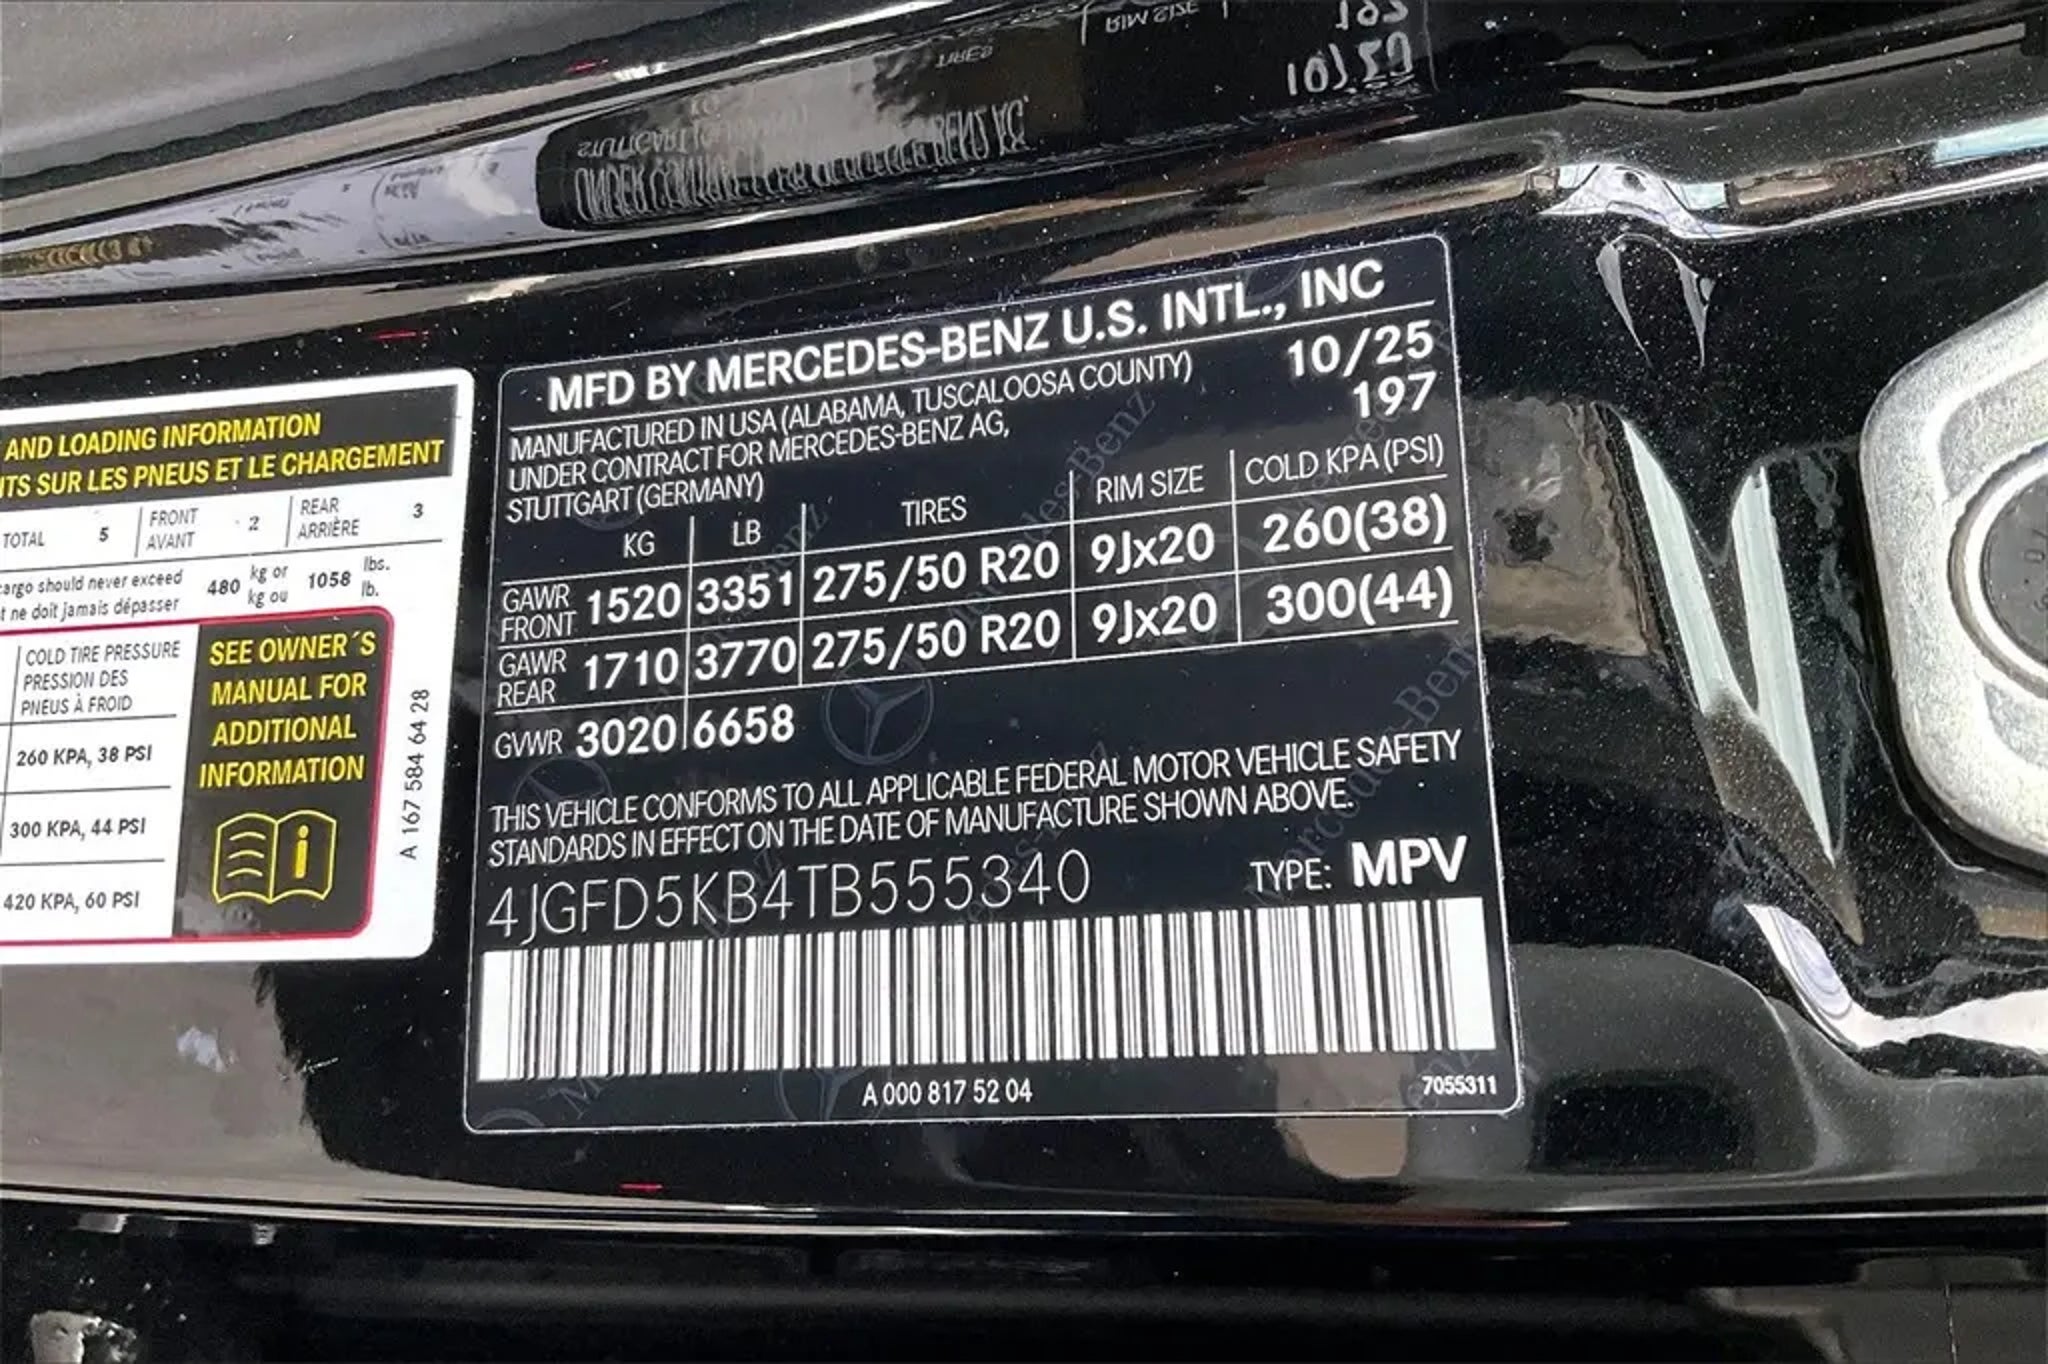 AND LOADING INFORMATION
TS SUR LES PNEUS ET LE CHARGEMENT
TOTAL 5 FRONT AVANT 2 REAR ARRIÈRE 3
cargo should never exceed 480 kg or 1058 lbs.
t ne doit jamais dépasser kg ou lb.
COLD TIRE PRESSURE
PRESSION DES
PNEUS À FROID
260 KPA, 38 PSI
300 KPA, 44 PSI
420 KPA, 60 PSI
SEE OWNER´S
MANUAL FOR
ADDITIONAL
INFORMATION
A 167 584 64 28
MFD BY MERCEDES-BENZ U.S. INTL., INC
MANUFACTURED IN USA (ALABAMA, TUSCALOOSA COUNTY) 10/25
UNDER CONTRACT FOR MERCEDES-BENZ AG, 197
STUTTGART (GERMANY)
KG LB TIRES RIM SIZE COLD KPA (PSI)
GAWR FRONT 1520 3351 275/50 R20 9Jx20 260(38)
GAWR REAR 1710 3770 275/50 R20 9Jx20 300(44)
GVWR 3020 6658
THIS VEHICLE CONFORMS TO ALL APPLICABLE FEDERAL MOTOR VEHICLE SAFETY
STANDARDS IN EFFECT ON THE DATE OF MANUFACTURE SHOWN ABOVE.
4JGFD5KB4TB555340 TYPE: MPV
A 000 817 52 04 7055311